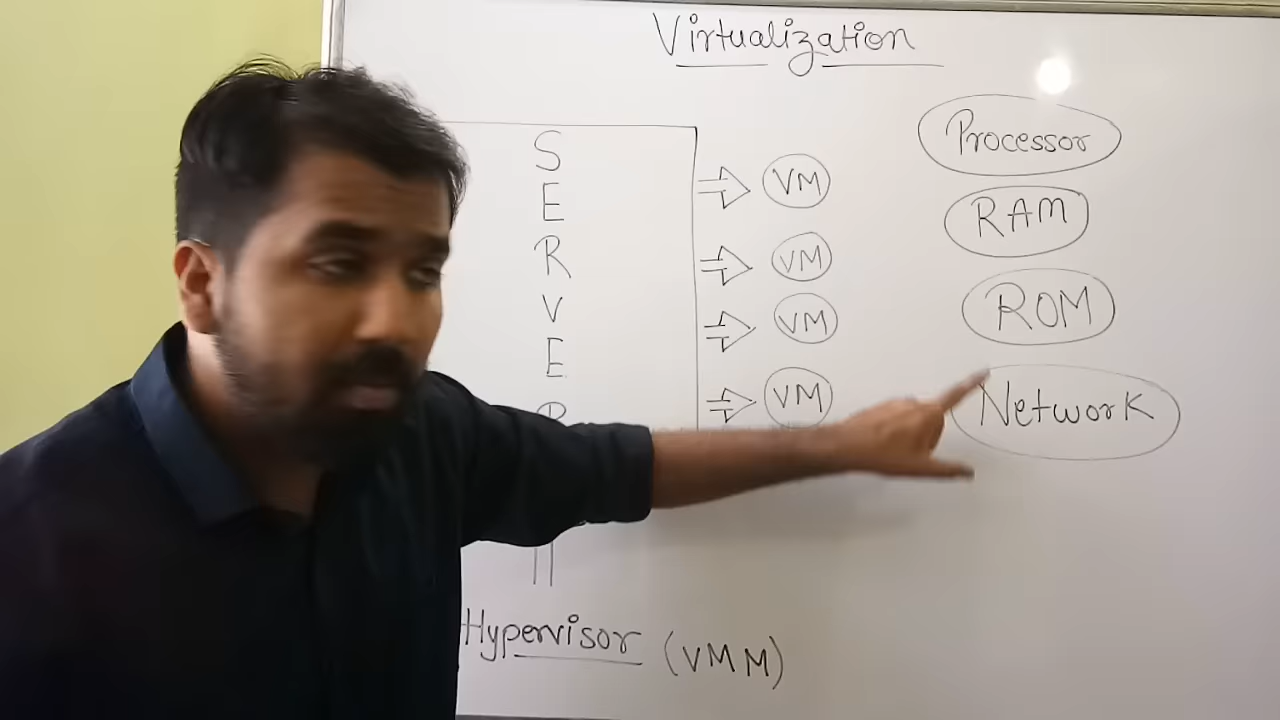 Virtualization
S
E
R
V
E
R
VM
VM
VM
VM
Processor
RAM
ROM
Network
Hypervisor (VMM)